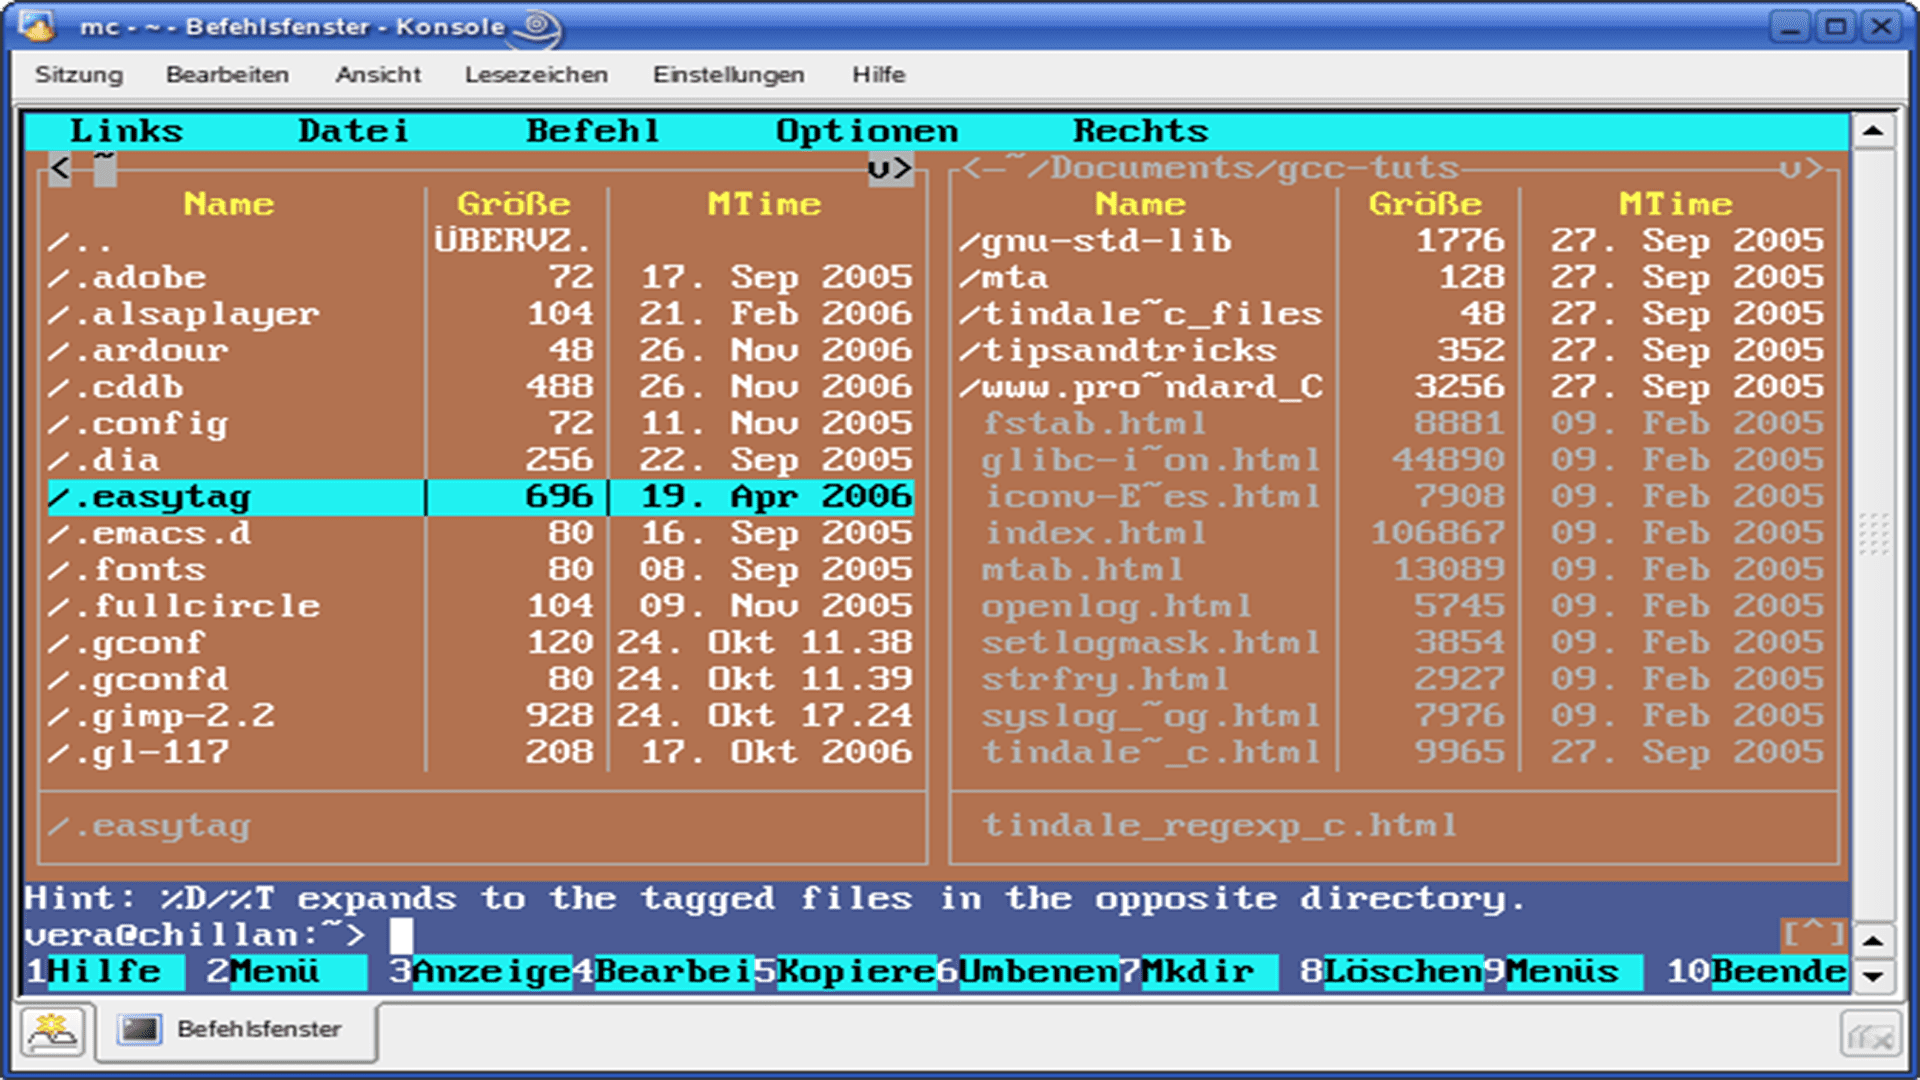 mc - ~ - Befehlsfenster - Konsole
Sitzung Bearbeiten Ansicht Lesezeichen Einstellungen Hilfe
Links Datei Befehl Optionen Rechts
< ~ v> <-~/Documents/gcc-tuts v>
Name Größe MTime Name Größe MTime
/.. ÜBERVZ. /gnu-std-lib 1776 27. Sep 2005
/.adobe 72 17. Sep 2005 /mta 128 27. Sep 2005
/.alsaplayer 104 21. Feb 2006 /tindale~c_files 48 27. Sep 2005
/.ardour 48 26. Nov 2006 /tipsandtricks 352 27. Sep 2005
/.cddb 488 26. Nov 2006 /www.pro~ndard_C 3256 27. Sep 2005
/.config 72 11. Nov 2005 fstab.html 8881 09. Feb 2005
/.dia 256 22. Sep 2005 glibc-i~on.html 44890 09. Feb 2005
/.easytag 696 19. Apr 2006 iconv-E~es.html 7908 09. Feb 2005
/.emacs.d 80 16. Sep 2005 index.html 106867 09. Feb 2005
/.fonts 80 08. Sep 2005 mtab.html 13089 09. Feb 2005
/.fullcircle 104 09. Nov 2005 openlog.html 5745 09. Feb 2005
/.gconf 120 24. Okt 11.38 setlogmask.html 3854 09. Feb 2005
/.gconfd 80 24. Okt 11.39 strfry.html 2927 09. Feb 2005
/.gimp-2.2 928 24. Okt 17.24 syslog_~og.html 7976 09. Feb 2005
/.gl-117 208 17. Okt 2006 tindale~_c.html 9965 27. Sep 2005
/.easytag tindale_regexp_c.html
Hint: %D/%T expands to the tagged files in the opposite directory.
vera@chillan:~> [^]
1Hilfe 2Menü 3Anzeige4Bearbei5Kopiere6Umbenen7Mkdir 8Löschen9Menüs 10Beende
Befehlsfenster